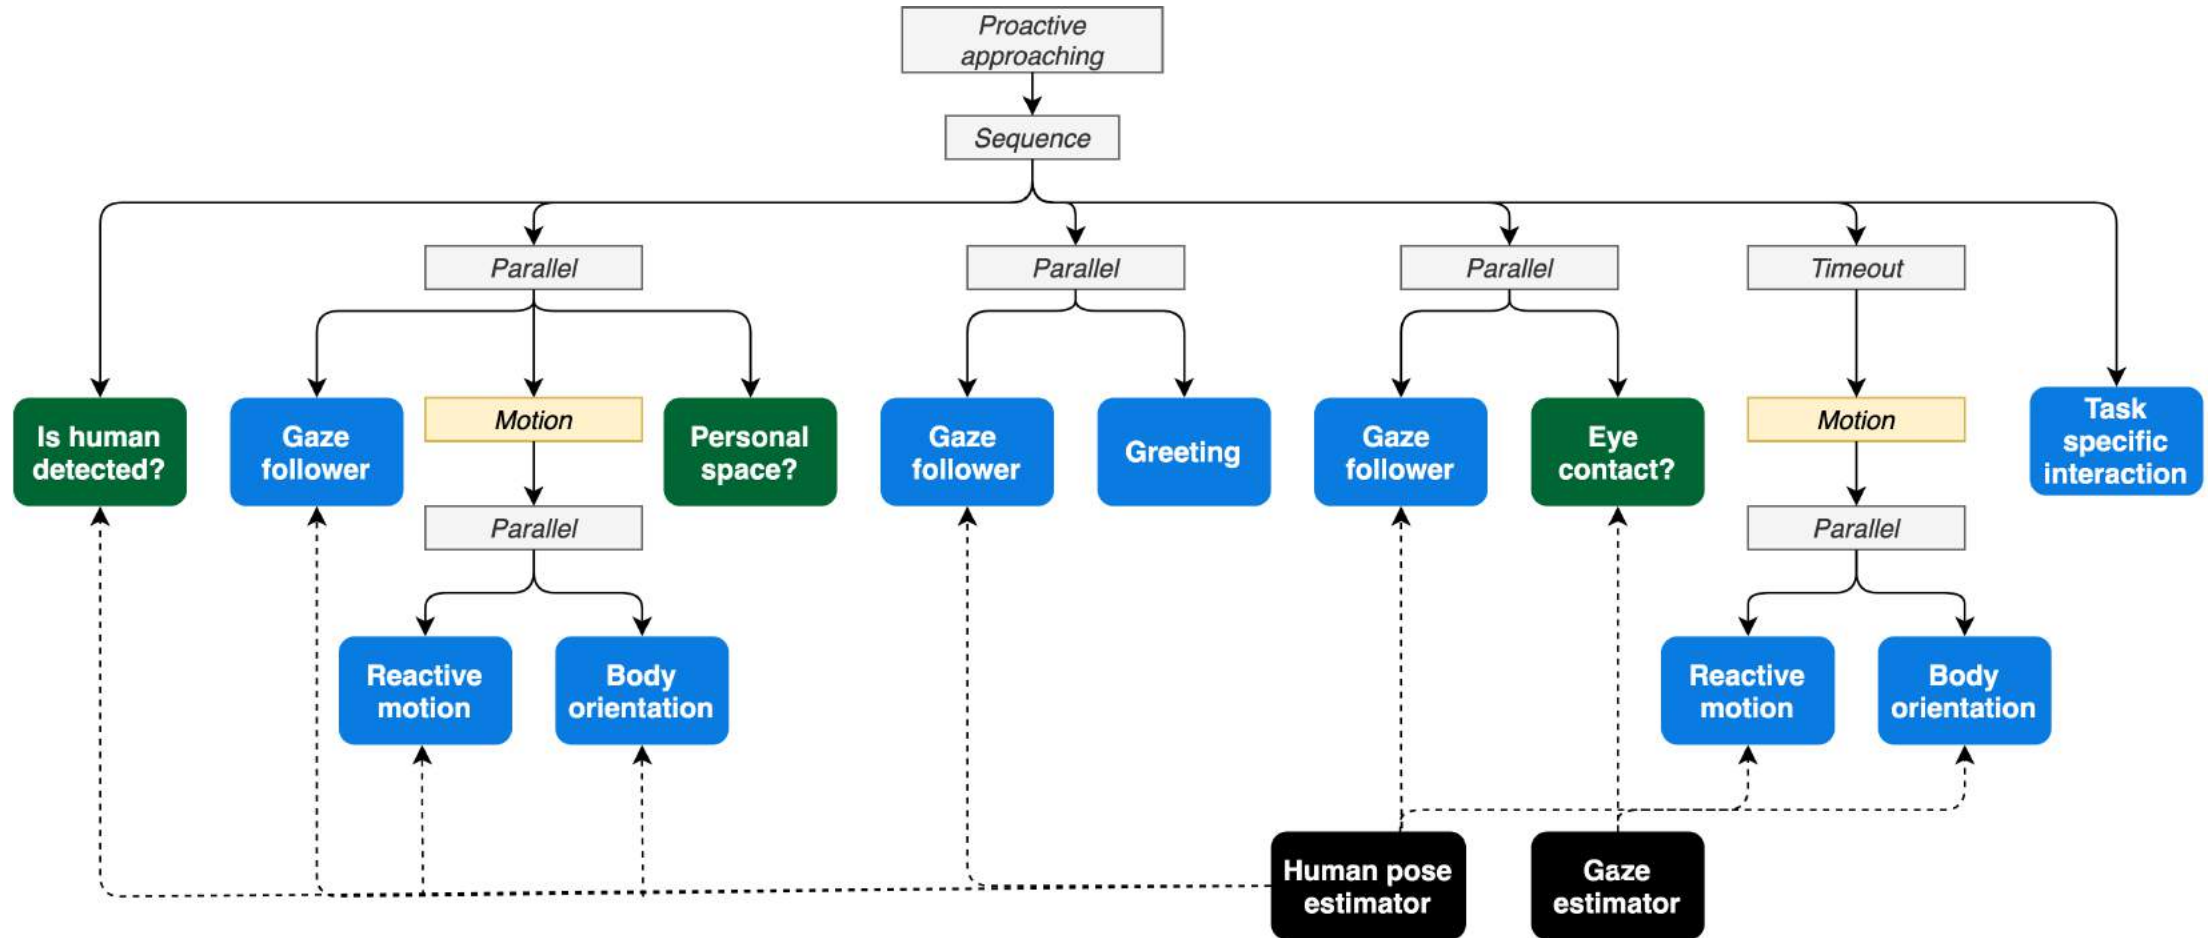 Proactive
approaching
Sequence
Parallel
Parallel
Parallel
Timeout
Is human
detected?
Gaze
follower
Motion
Personal
space?
Gaze
follower
Greeting
Gaze
follower
Eye
contact?
Motion
Task
specific
interaction
Parallel
Parallel
Reactive
motion
Body
orientation
Reactive
motion
Body
orientation
Human pose
estimator
Gaze
estimator